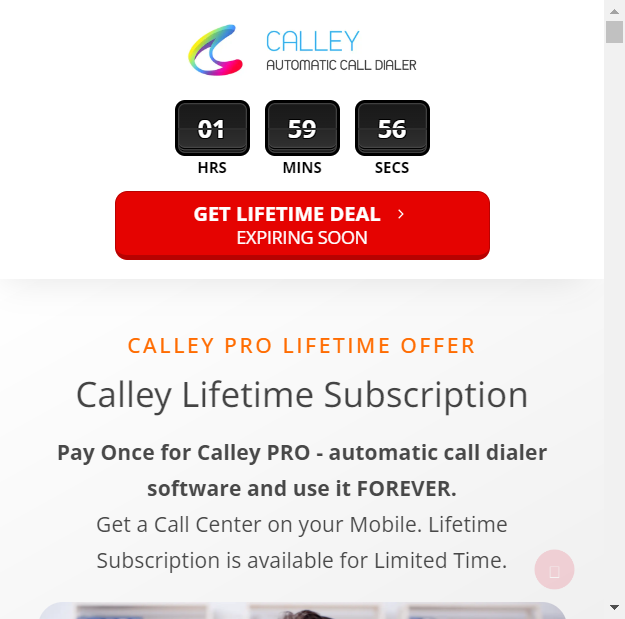 CALLEY
AUTOMATIC CALL DIALER
01 59 56
HRS MINS SECS
GET LIFETIME DEAL
EXPIRING SOON
CALLEY PRO LIFETIME OFFER
Calley Lifetime Subscription
Pay Once for Calley PRO - automatic call dialer
software and use it FOREVER.
Get a Call Center on your Mobile. Lifetime
Subscription is available for Limited Time.